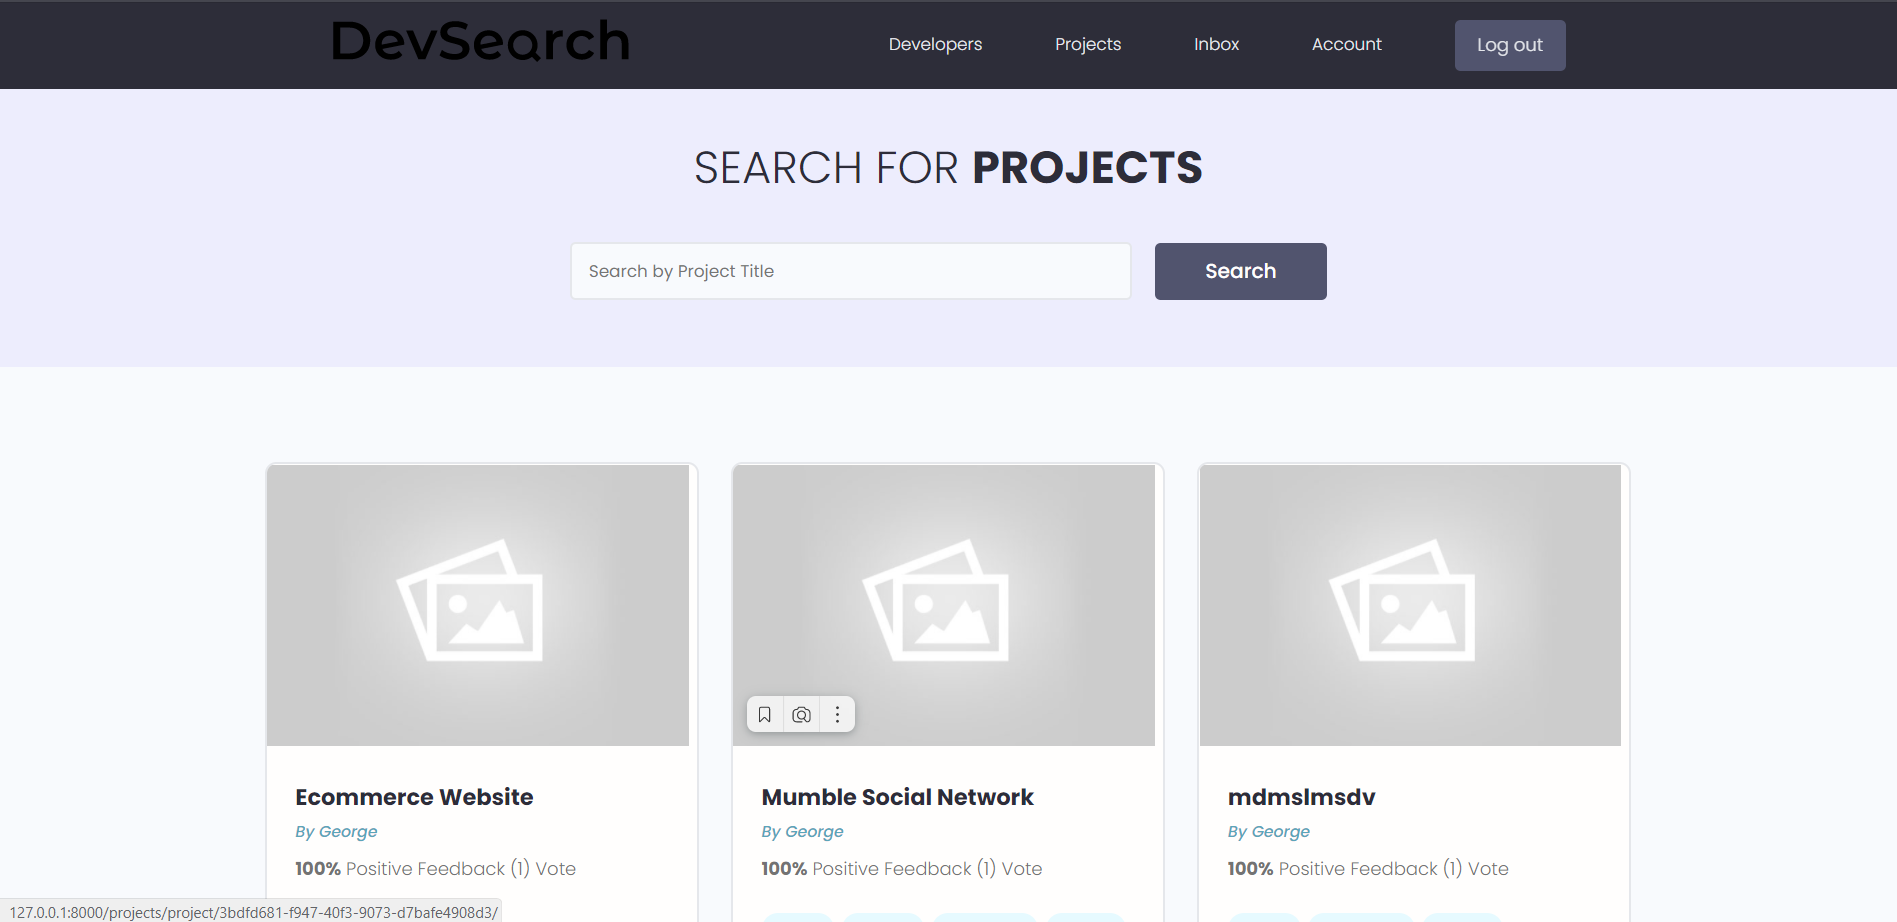 DevSearch
Developers
Projects
Inbox
Account
Log out
SEARCH FOR PROJECTS
Search by Project Title
Search
Ecommerce Website
By George
100% Positive Feedback (1) Vote
Mumble Social Network
By George
100% Positive Feedback (1) Vote
mdmslmsdv
By George
100% Positive Feedback (1) Vote
127.0.0.1:8000/projects/project/3bdfd681-f947-40f3-9073-d7bafe4908d3/